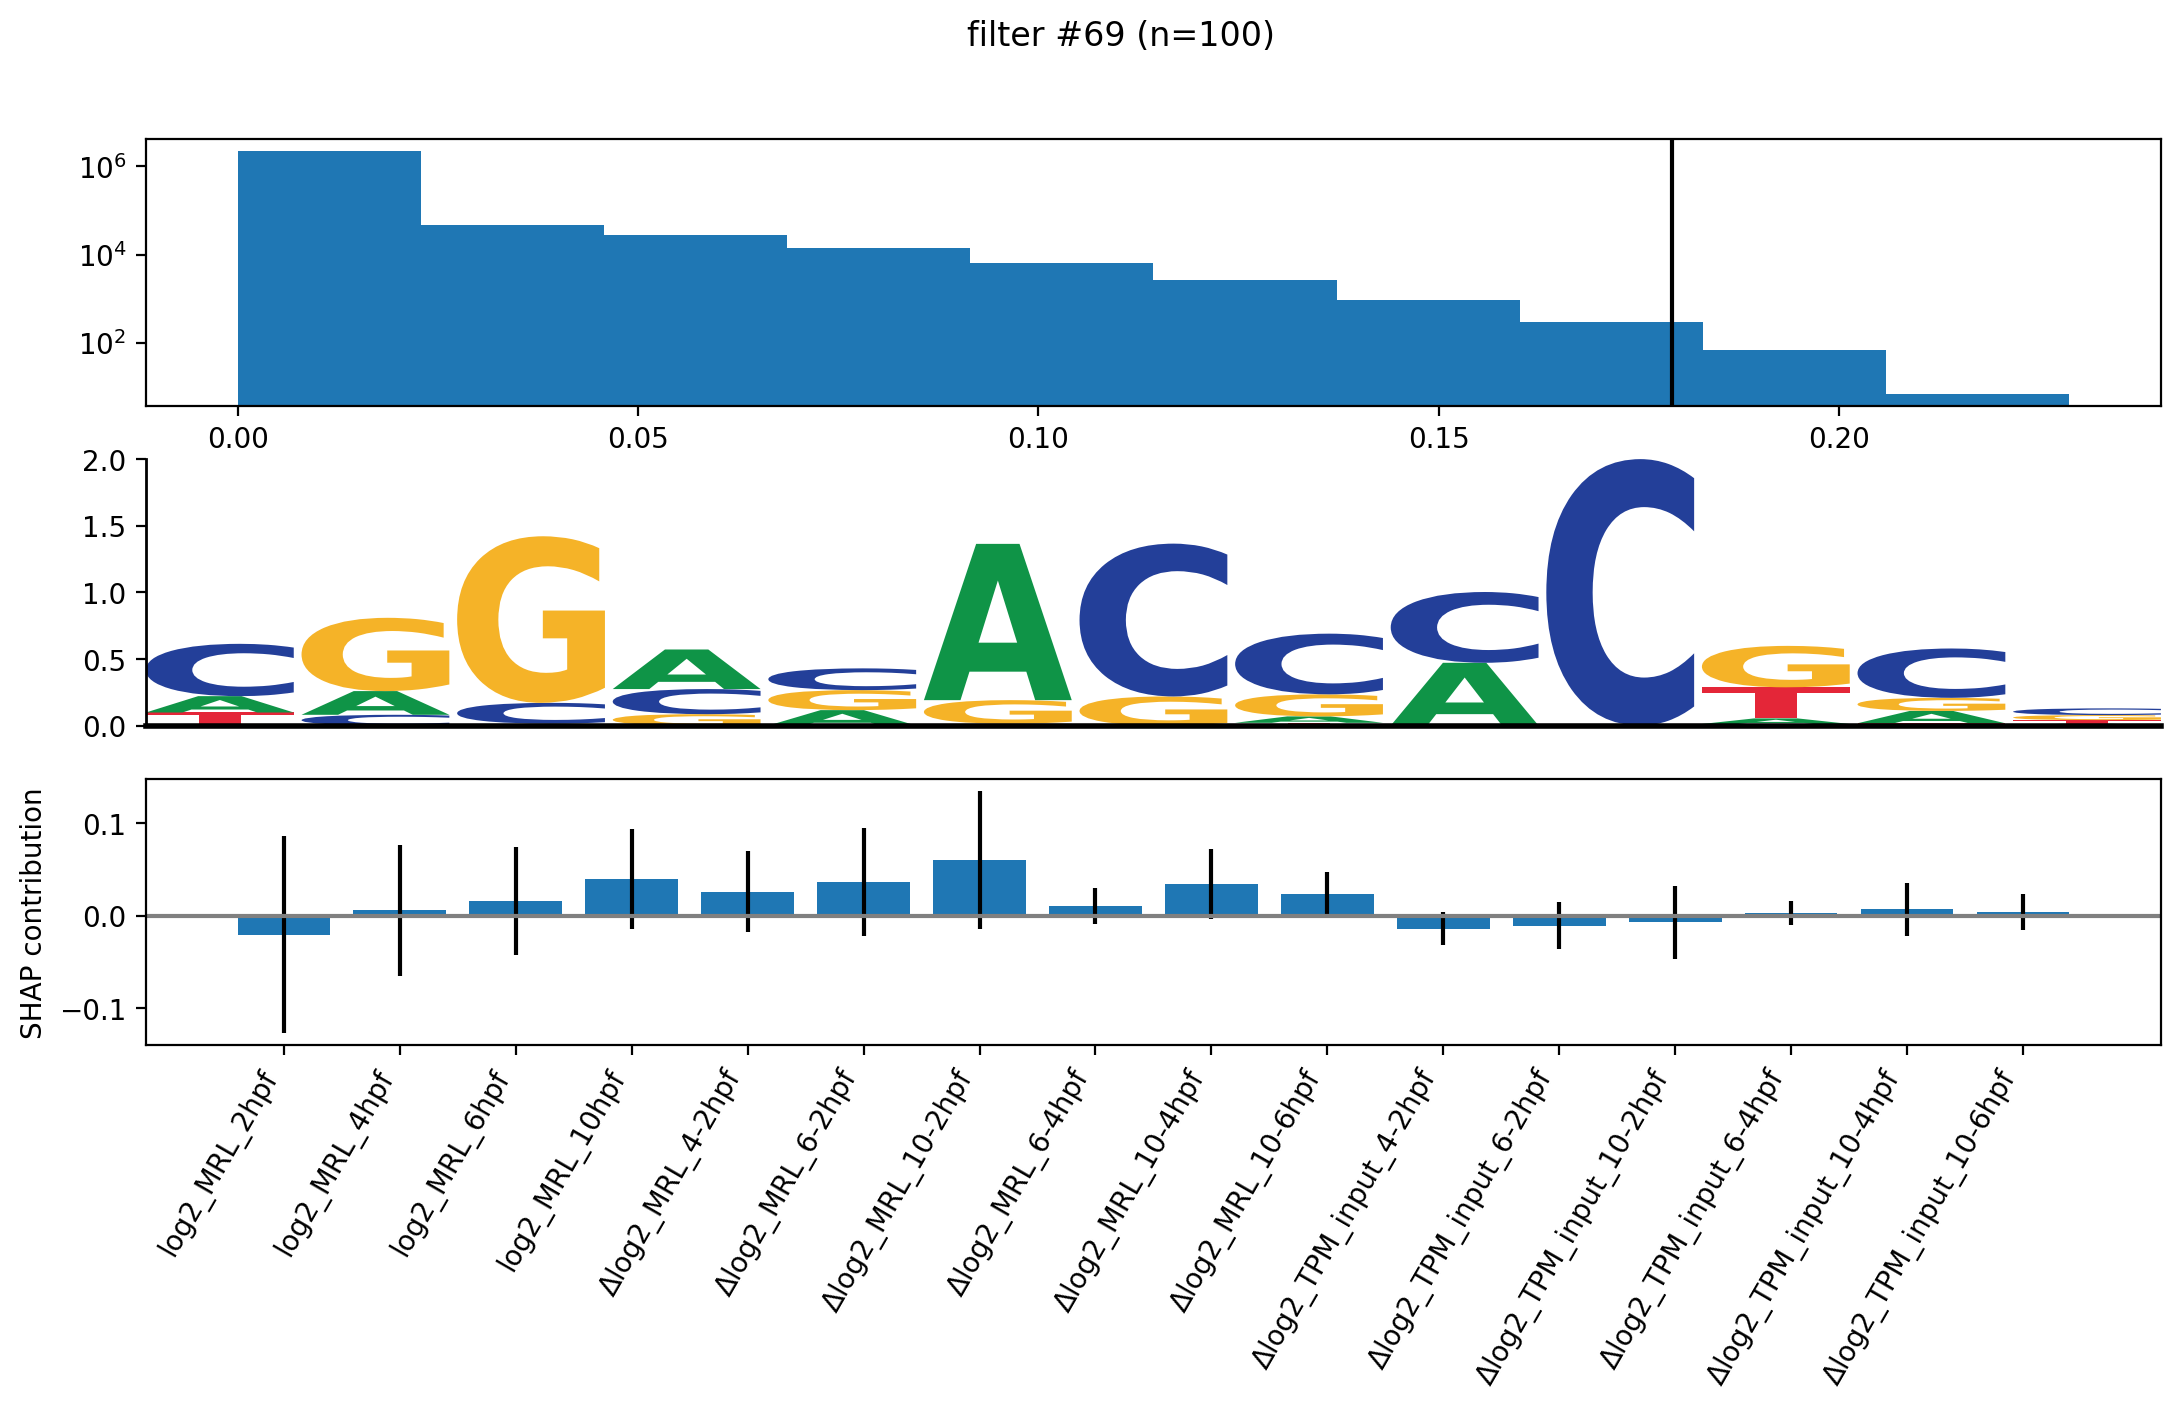 filter #69 (n=100)
10^6
10^4
10^2
0.00 0.05 0.10 0.15 0.20
2.0
1.5
1.0
0.5
0.0
C G G A C A C C C C G C C
A A C C G G G G A T G G
T C G A A A A T
SHAP contribution
0.1
0.0
−0.1
log2_MRL_2hpf
log2_MRL_4hpf
log2_MRL_6hpf
log2_MRL_10hpf
Δlog2_MRL_4-2hpf
Δlog2_MRL_6-2hpf
Δlog2_MRL_10-2hpf
Δlog2_MRL_6-4hpf
Δlog2_MRL_10-4hpf
Δlog2_MRL_10-6hpf
Δlog2_TPM_input_4-2hpf
Δlog2_TPM_input_6-2hpf
Δlog2_TPM_input_10-2hpf
Δlog2_TPM_input_6-4hpf
Δlog2_TPM_input_10-4hpf
Δlog2_TPM_input_10-6hpf